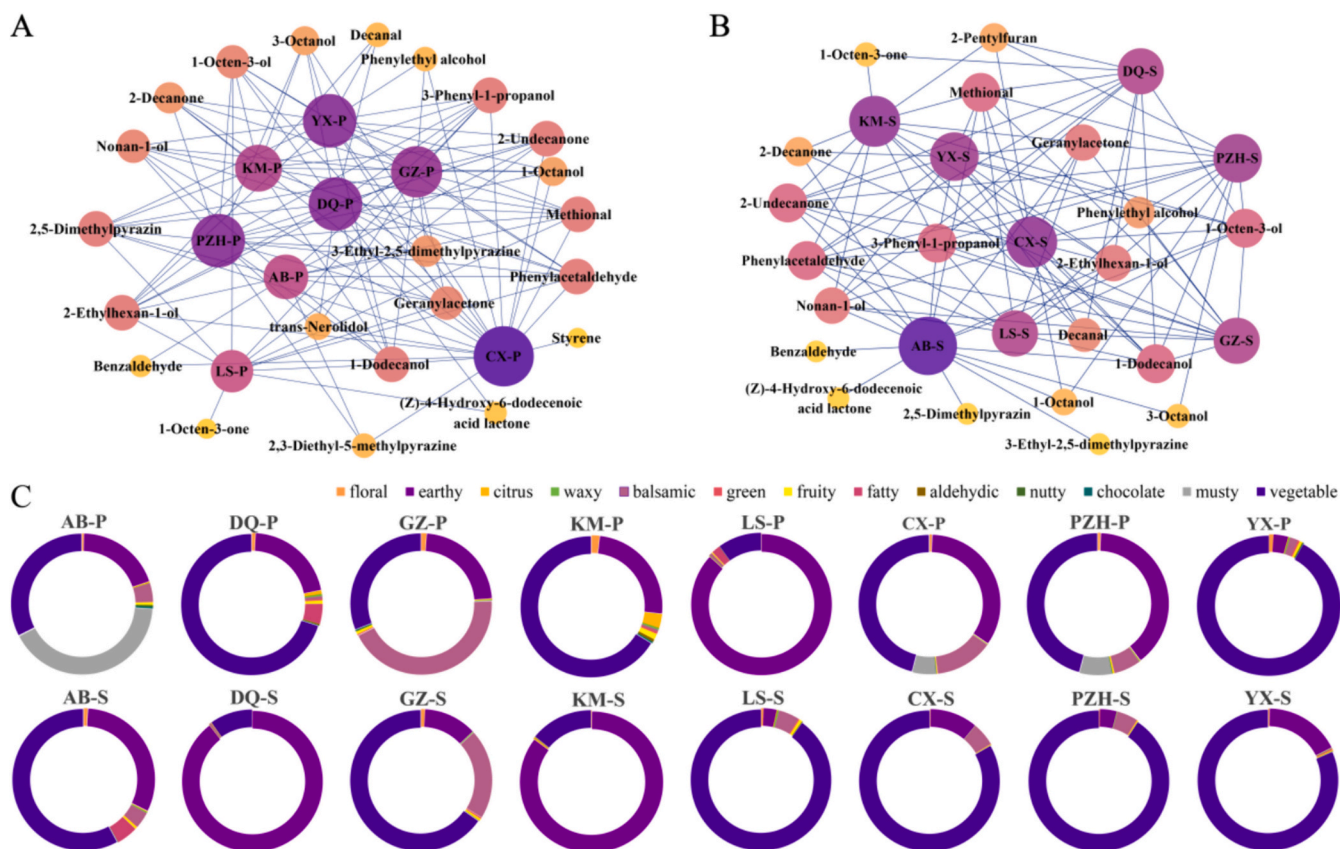 A
3-Octanol
Decanal
Phenylethyl alcohol
1-Octen-3-ol
2-Decanone
3-Phenyl-1-propanol
YX-P
Nonan-1-ol
2-Undecanone
KM-P
GZ-P
1-Octanol
DQ-P
2,5-Dimethylpyrazin
Methional
PZH-P
3-Ethyl-2,5-dimethylpyrazine
AB-P
Phenylacetaldehyde
2-Ethylhexan-1-ol
Geranylacetone
trans-Nerolidol
Styrene
CX-P
Benzaldehyde
LS-P
1-Dodecanol
(Z)-4-Hydroxy-6-dodecenoic
acid lactone
1-Octen-3-one
2,3-Diethyl-5-methylpyrazine
B
2-Pentylfuran
1-Octen-3-one
DQ-S
Methional
KM-S
Geranylacetone
2-Decanone
YX-S
PZH-S
2-Undecanone
Phenylethyl alcohol
1-Octen-3-ol
3-Phenyl-1-propanol
CX-S
Phenylacetaldehyde
2-Ethylhexan-1-ol
Nonan-1-ol
LS-S
Decanal
GZ-S
AB-S
Benzaldehyde
1-Dodecanol
(Z)-4-Hydroxy-6-dodecenoic
acid lactone
2,5-Dimethylpyrazin
1-Octanol
3-Octanol
3-Ethyl-2,5-dimethylpyrazine
C
floral earthy citrus waxy balsamic green fruity fatty aldehydic nutty chocolate musty vegetable
AB-P DQ-P GZ-P KM-P LS-P CX-P PZH-P YX-P
AB-S DQ-S GZ-S KM-S LS-S CX-S PZH-S YX-S